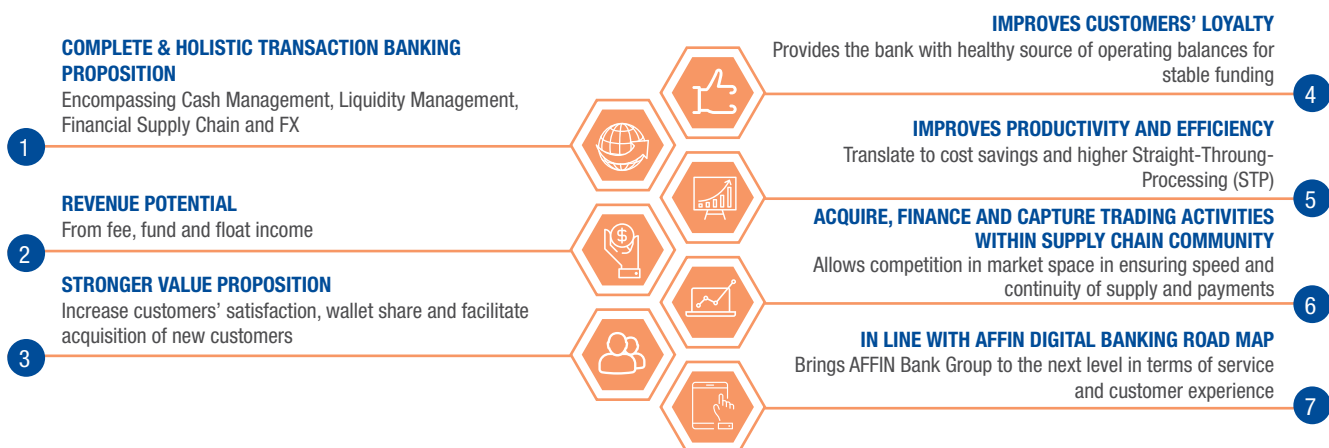 COMPLETE & HOLISTIC TRANSACTION BANKING
PROPOSITION
Encompassing Cash Management, Liquidity Management,
Financial Supply Chain and FX
1
REVENUE POTENTIAL
From fee, fund and float income
2
STRONGER VALUE PROPOSITION
Increase customers’ satisfaction, wallet share and facilitate
acquisition of new customers
3
$
IMPROVES CUSTOMERS’ LOYALTY
Provides the bank with healthy source of operating balances for
stable funding
4
IMPROVES PRODUCTIVITY AND EFFICIENCY
Translate to cost savings and higher Straight-Throung-
Processing (STP)
5
ACQUIRE, FINANCE AND CAPTURE TRADING ACTIVITIES
WITHIN SUPPLY CHAIN COMMUNITY
Allows competition in market space in ensuring speed and
continuity of supply and payments
6
IN LINE WITH AFFIN DIGITAL BANKING ROAD MAP
Brings AFFIN Bank Group to the next level in terms of service
and customer experience
7